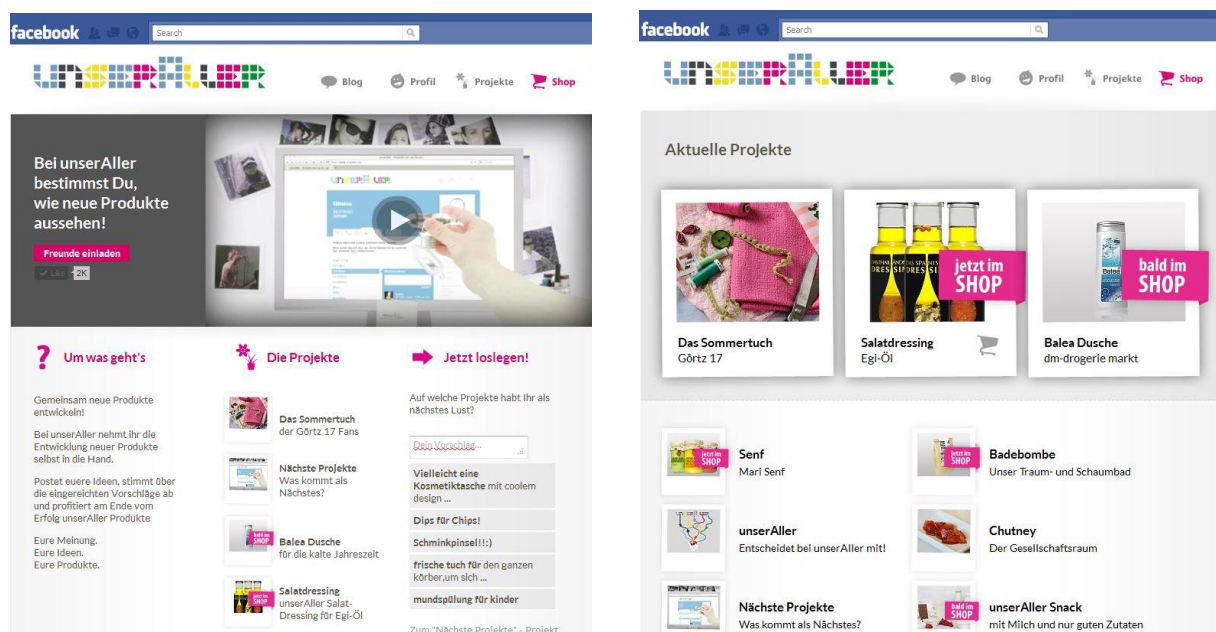 facebook
Search
unserAller
Blog
Profil
Projekte
Shop
Bei unserAller
bestimmst Du,
wie neue Produkte
aussehen!
Freunde einladen
Like
2K
unserAller
Um was geht's
Gemeinsam neue Produkte
entwickeln!
Bei unserAller nehmt ihr die
Entwicklung neuer Produkte
selbst in die Hand.
Postet euere Ideen, stimmt über
die eingereichten Vorschläge ab
und profitiert am Ende vom
Erfolg unserAller Produkte
Eure Meinung.
Eure Ideen.
Eure Produkte.
Die Projekte
Das Sommertuch
der Görtz 17 Fans
Nächste Projekte
Was kommt als
Nächstes?
bald im
SHOP
Balea Dusche
für die kalte Jahreszeit
jetzt im
SHOP
Salatdressing
unserAller Salat-
Dressing für Egi-Öl
Jetzt loslegen!
Auf welche Projekte habt Ihr als
nächstes Lust?
Dein Vorschlag...
Vielleicht eine
Kosmetiktasche mit coolem
design ...
Dips für Chips!
Schminkpinsel!!:)
frische tuch für den ganzen
körber,um sich ...
mundspülung für kinder
Zum "Nächste Projekte" - Projekt
facebook
Search
unserAller
Blog
Profil
Projekte
Shop
Aktuelle Projekte
Das Sommertuch
Görtz 17
jetzt im
SHOP
Salatdressing
Egi-Öl
Balea
bald im
SHOP
Balea Dusche
dm-drogerie markt
jetzt im
SHOP
Senf
Mari Senf
jetzt im
SHOP
Badebombe
Unser Traum- und Schaumbad
unserAller
Entscheidet bei unserAller mit!
Chutney
Der Gesellschaftsraum
Nächste Projekte
Was kommt als Nächstes?
bald im
SHOP
unserAller Snack
mit Milch und nur guten Zutaten